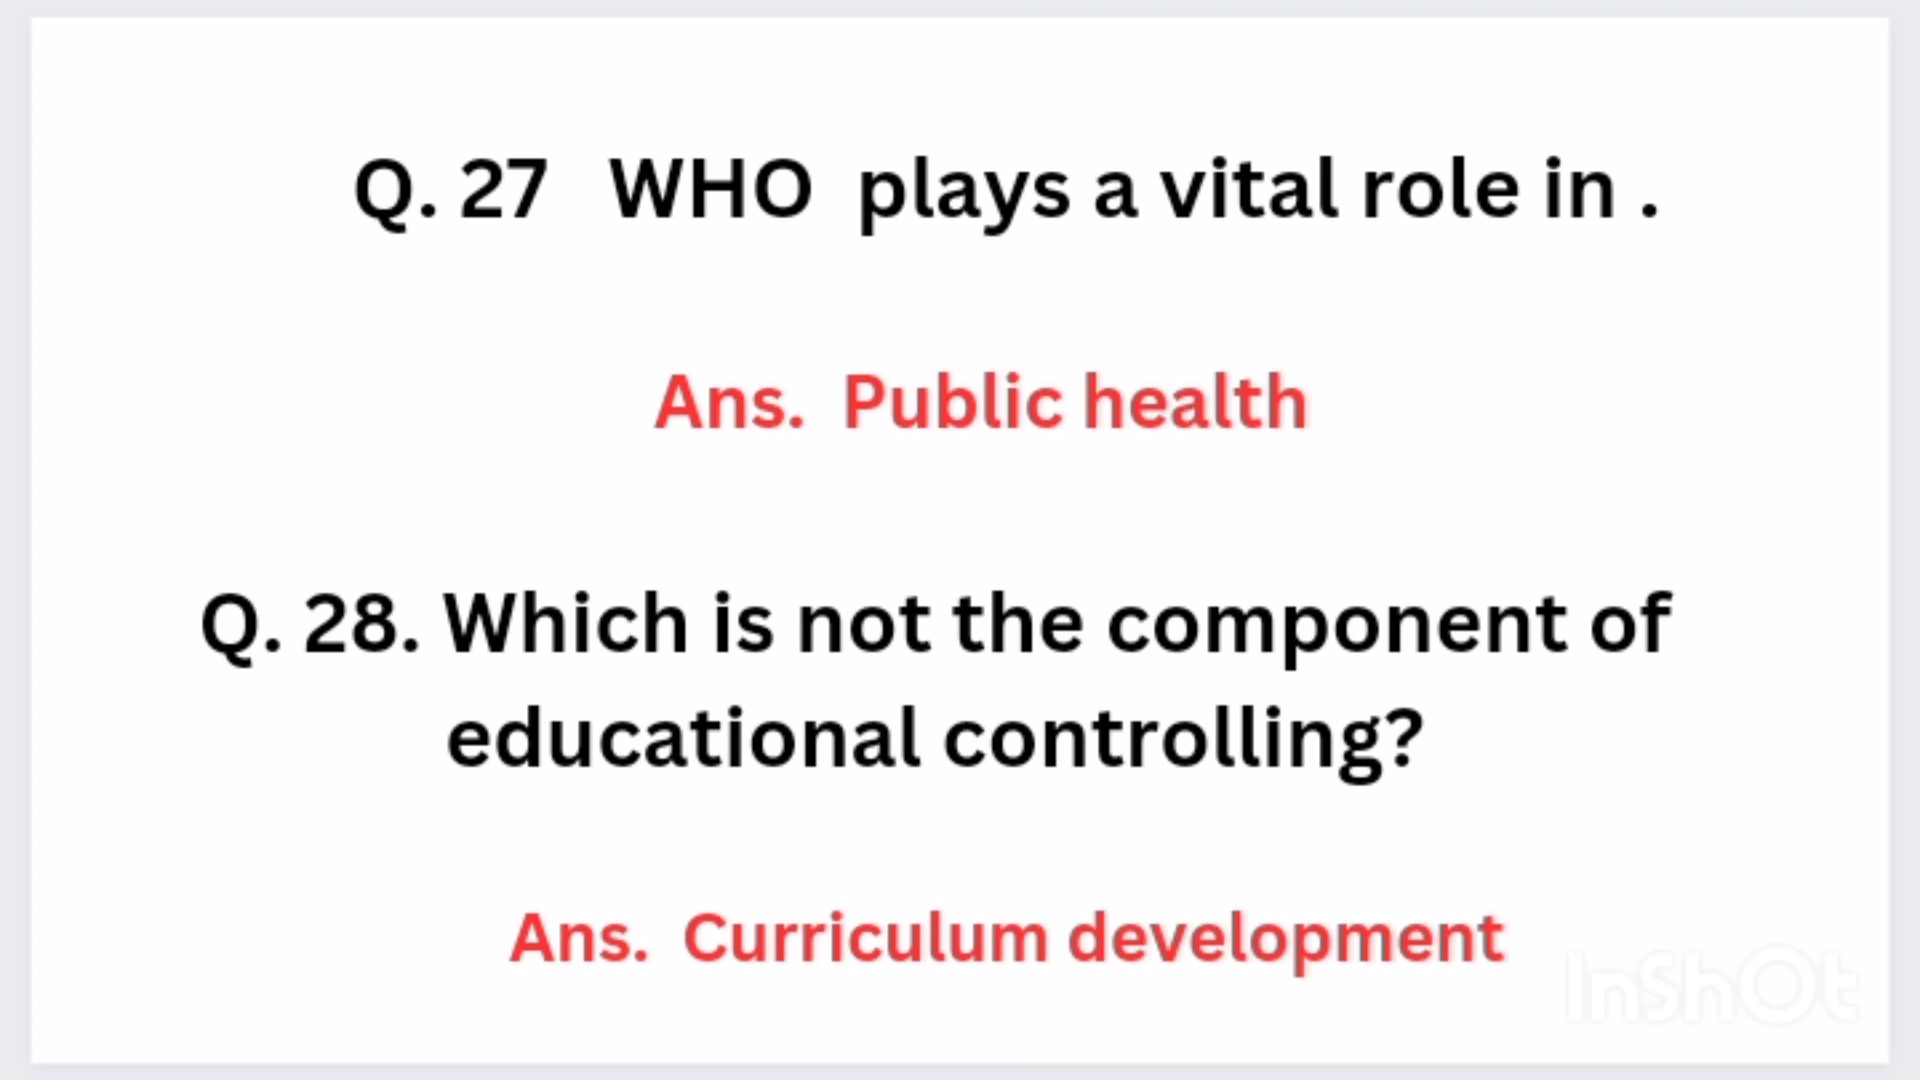 Q. 27 WHO plays a vital role in .
Ans. Public health
Q. 28. Which is not the component of
educational controlling?
Ans. Curriculum development
InShOt